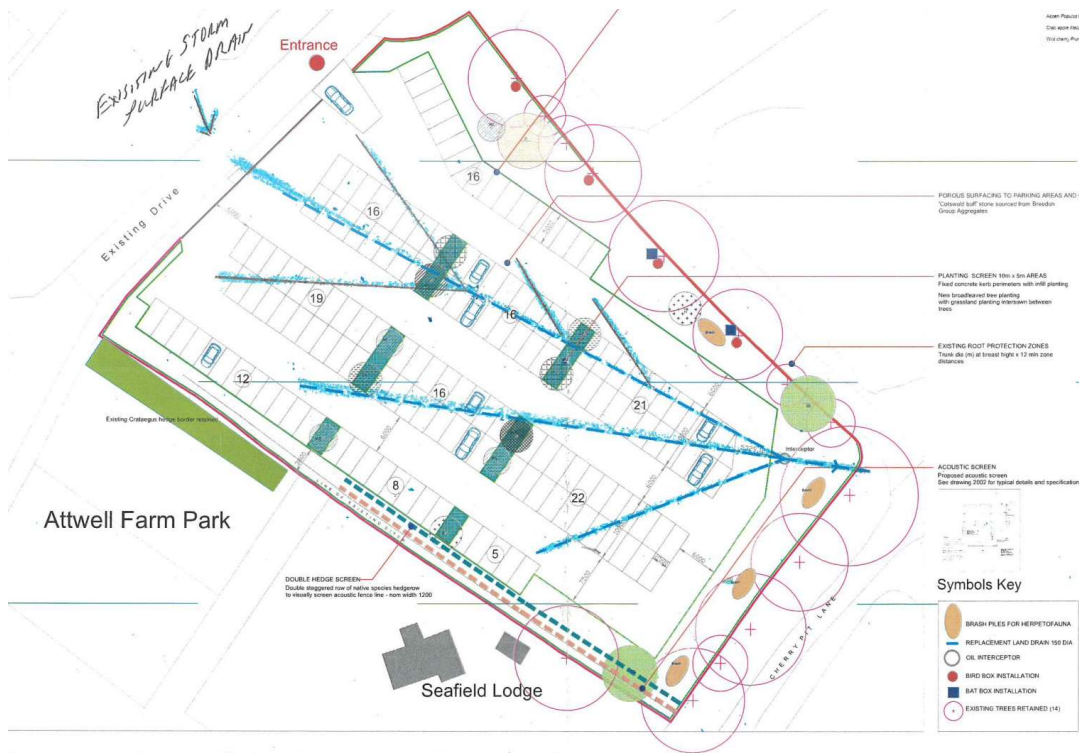 EXISISTING STORM
SURFACE DRAIN
Entrance
Existing Drive
16
16
19
16
12
16
21
8
22
5
6000
6000
6000
7500
6000
Interceptor
Existing Crataegus hedge border retained
Attwell Farm Park
DOUBLE HEDGE SCREEN
Double staggered row of native species hedgerow
to visually screen acoustic fence line - nom width 1200
Seafield Lodge
CHERRY PIT LANE
POROUS SURFACING TO PARKING AREAS AND
'Cotswold buff' stone sourced from Breedon
Group Aggregates
PLANTING SCREEN 10m x 5m AREAS
Fixed concrete kerb perimeters with infill planting
New broadleaved tree planting
with grassland planting intersawn between
trees
EXISTING ROOT PROTECTION ZONES
Trunk dia (m) at breast hight x 12 min zone
distances
ACOUSTIC SCREEN
Proposed acoustic screen
See drawing 2002 for typical details and specification
Symbols Key
BRASH PILES FOR HERPETOFAUNA
REPLACEMENT LAND DRAIN 150 DIA
OIL INTERCEPTOR
BIRD BOX INSTALLATION
BAT BOX INSTALLATION
EXISTING TREES RETAINED (14)